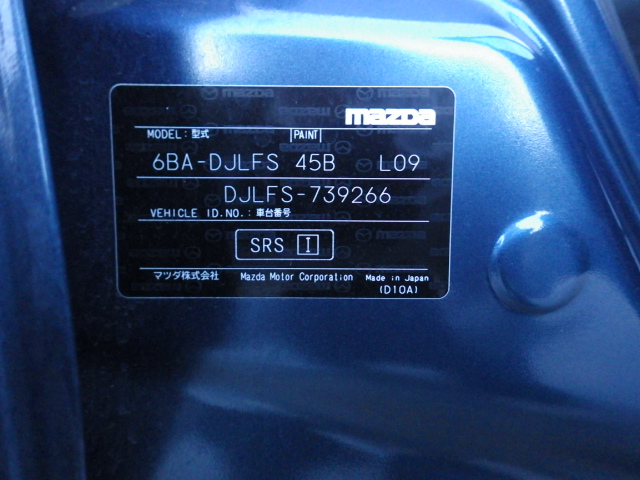 mazda
MODEL: 型式 PAINT
6BA-DJLFS 45B L09
DJLFS-739266
VEHICLE ID.NO.: 車台番号
SRS I
マツダ株式会社 Mazda Motor Corporation Made in Japan
(D10A)